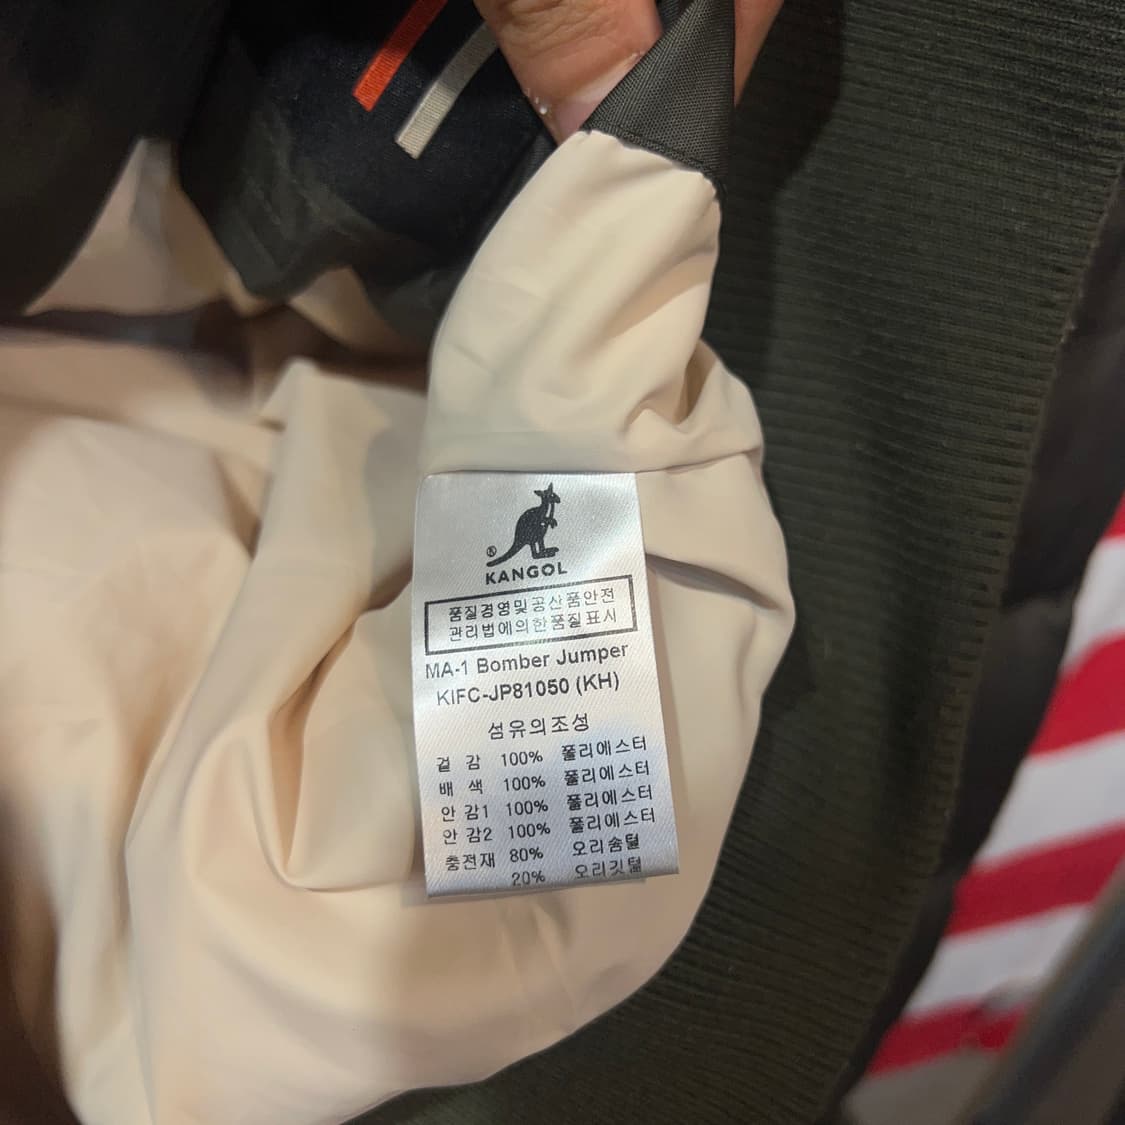 ®
KANGOL
품질경영및공산품안전
관리법에의한품질표시
MA-1 Bomber Jumper
KIFC-JP81050 (KH)
섬유의조성
겉 감 100% 폴리에스터
배 색 100% 폴리에스터
안 감1 100% 폴리에스터
안 감2 100% 폴리에스터
충전재 80% 오리솜털
20% 오리깃털